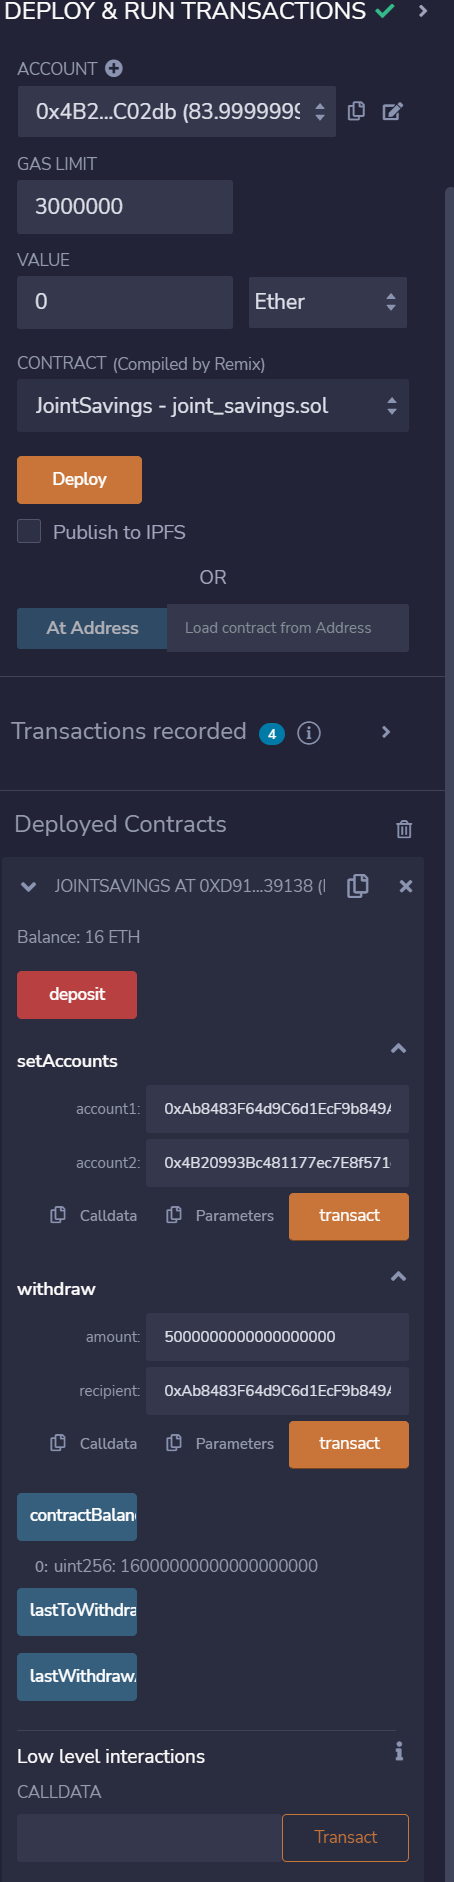 DEPLOY & RUN TRANSACTIONS
ACCOUNT
0x4B2...C02db (83.9999999
GAS LIMIT
3000000
VALUE
0 Ether
CONTRACT (Compiled by Remix)
JointSavings - joint_savings.sol
Deploy
Publish to IPFS
OR
At Address Load contract from Address
Transactions recorded 4 i
Deployed Contracts
JOINTSAVINGS AT 0XD91...39138 (
Balance: 16 ETH
deposit
setAccounts
account1: 0xAb8483F64d9C6d1EcF9b849A
account2: 0x4B20993Bc481177ec7E8f571
Calldata Parameters transact
withdraw
amount: 5000000000000000000
recipient: 0xAb8483F64d9C6d1EcF9b849A
Calldata Parameters transact
contractBalan
0: uint256: 16000000000000000000
lastToWithdra
lastWithdrawA
Low level interactions i
CALLDATA
Transact